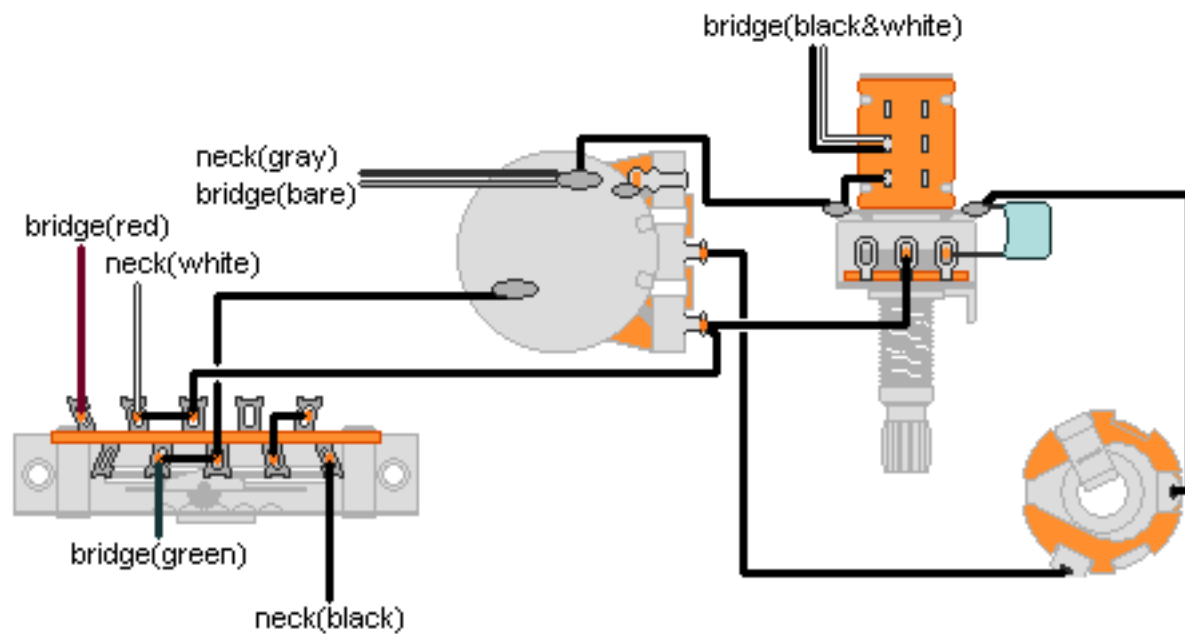 bridge(black&white)
neck(gray)
bridge(bare)
bridge(red)
neck(white)
bridge(green)
neck(black)